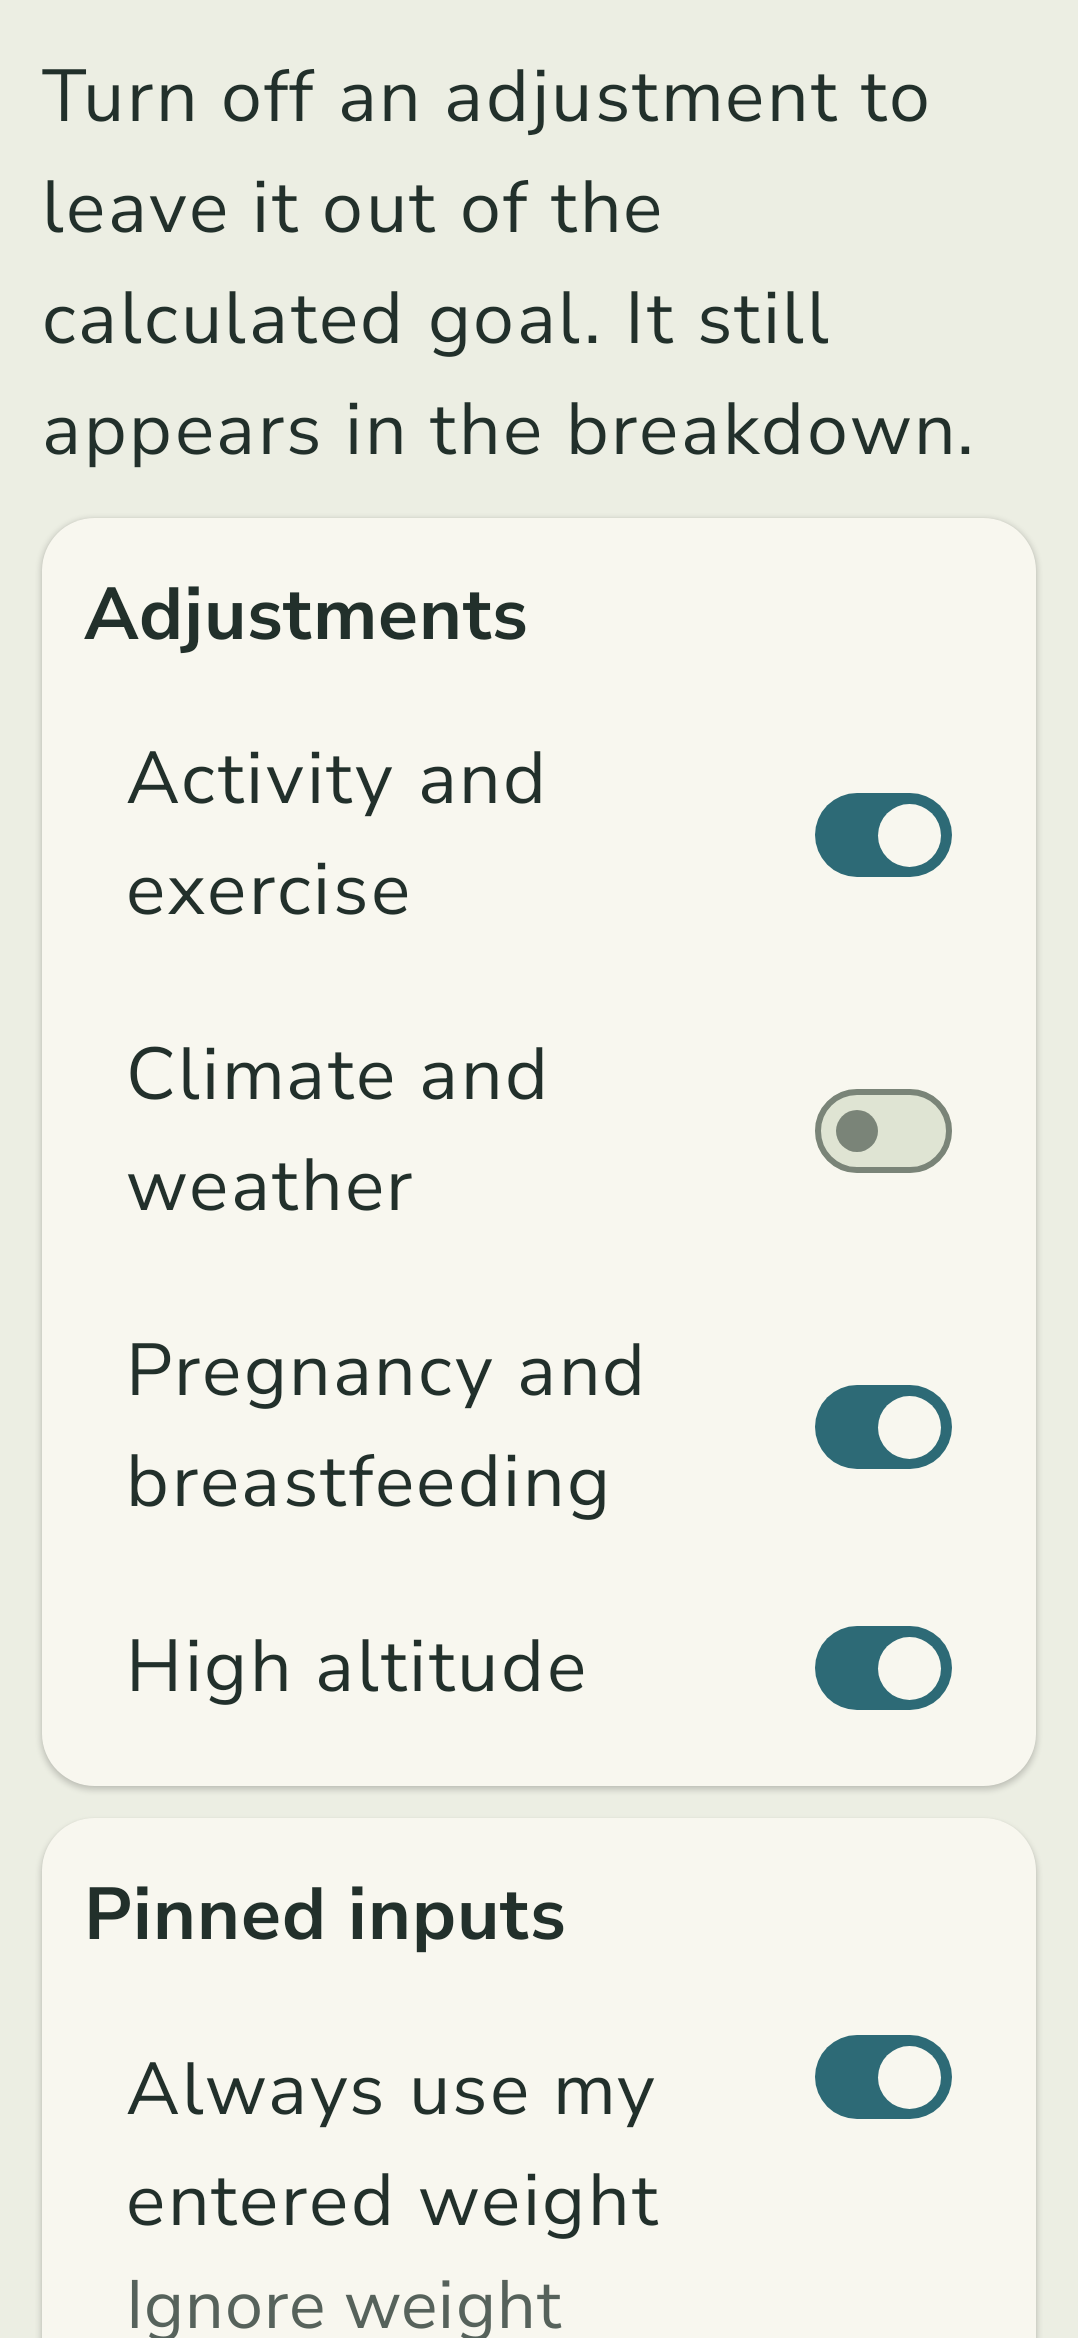 Turn off an adjustment to
leave it out of the
calculated goal. It still
appears in the breakdown.
Adjustments
Activity and
exercise
Climate and
weather
Pregnancy and
breastfeeding
High altitude
Pinned inputs
Always use my
entered weight
Ignore weight